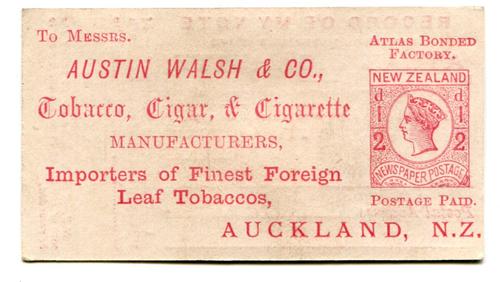 To Messrs.
AUSTIN WALSH & CO.,
Tobacco, Cigar, & Cigarette
MANUFACTURERS,
Importers of Finest Foreign
Leaf Tobaccos,
AUCKLAND, N.Z.
Atlas Bonded
Factory.
NEW ZEALAND
d d
1 1
2 2
NEWSPAPER POSTAGE
Postage Paid.